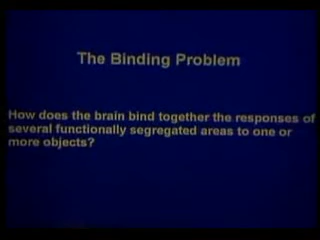 The Binding Problem
How does the brain bind together the responses of
several functionally segregated areas to one or
more objects?